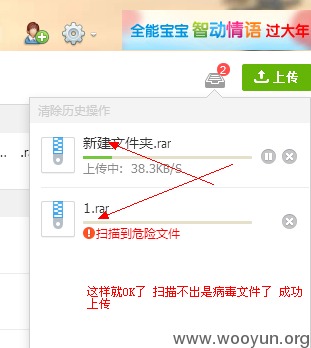 全能宝宝 智动情语 过大年
2
上传
清除历史操作
新建文件夹.rar
上传中: 38.3KB/S
.. .ra
1.rar
扫描到危险文件
这样就OK了 扫描不出是病毒文件了 成功
上传
www.wooyun.org